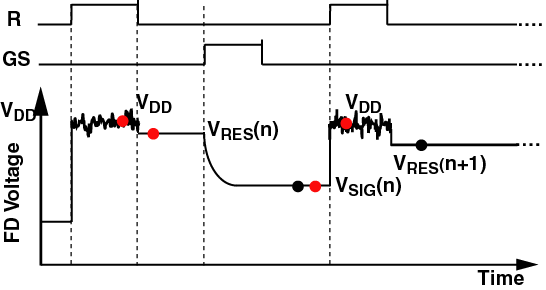 R
GS
VDD
VDD
VDD
VRES(n)
VRES(n+1)
VSIG(n)
FD Voltage
Time